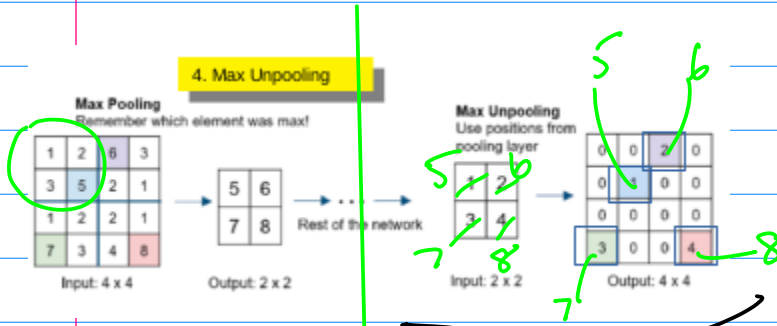 4. Max Unpooling
Max Pooling
Remember which element was max!
1 2 6 3
3 5 2 1
1 2 2 1
7 3 4 8
Input: 4 x 4
5 6
7 8
Output: 2 x 2
...
Rest of the network
Max Unpooling
Use positions from
pooling layer
5 6
1 2
3 4
7 8
Input: 2 x 2
5 6
0 0 2 0
0 1 0 0
0 0 0 0
3 0 0 4
7 8
Output: 4 x 4